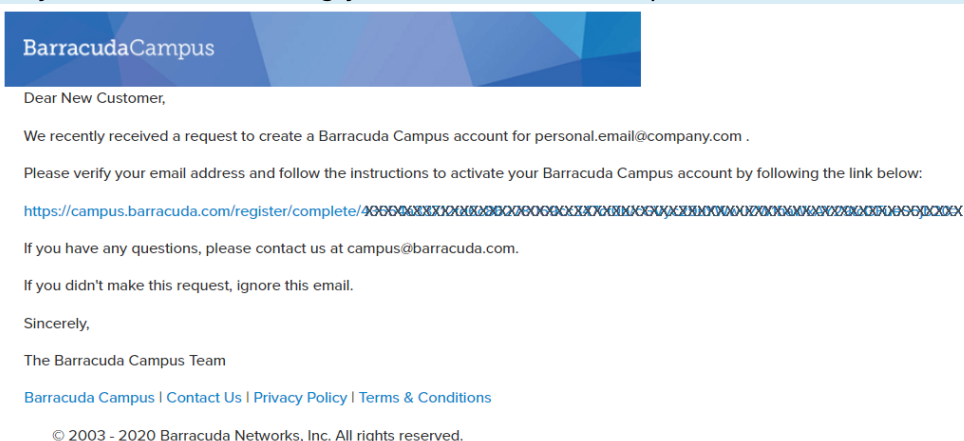 BarracudaCampus
Dear New Customer,
We recently received a request to create a Barracuda Campus account for personal.email@company.com .
Please verify your email address and follow the instructions to activate your Barracuda Campus account by following the link below:
https://campus.barracuda.com/register/complete/
If you have any questions, please contact us at campus@barracuda.com.
If you didn't make this request, ignore this email.
Sincerely,
The Barracuda Campus Team
Barracuda Campus | Contact Us | Privacy Policy | Terms & Conditions
© 2003 - 2020 Barracuda Networks, Inc. All rights reserved.